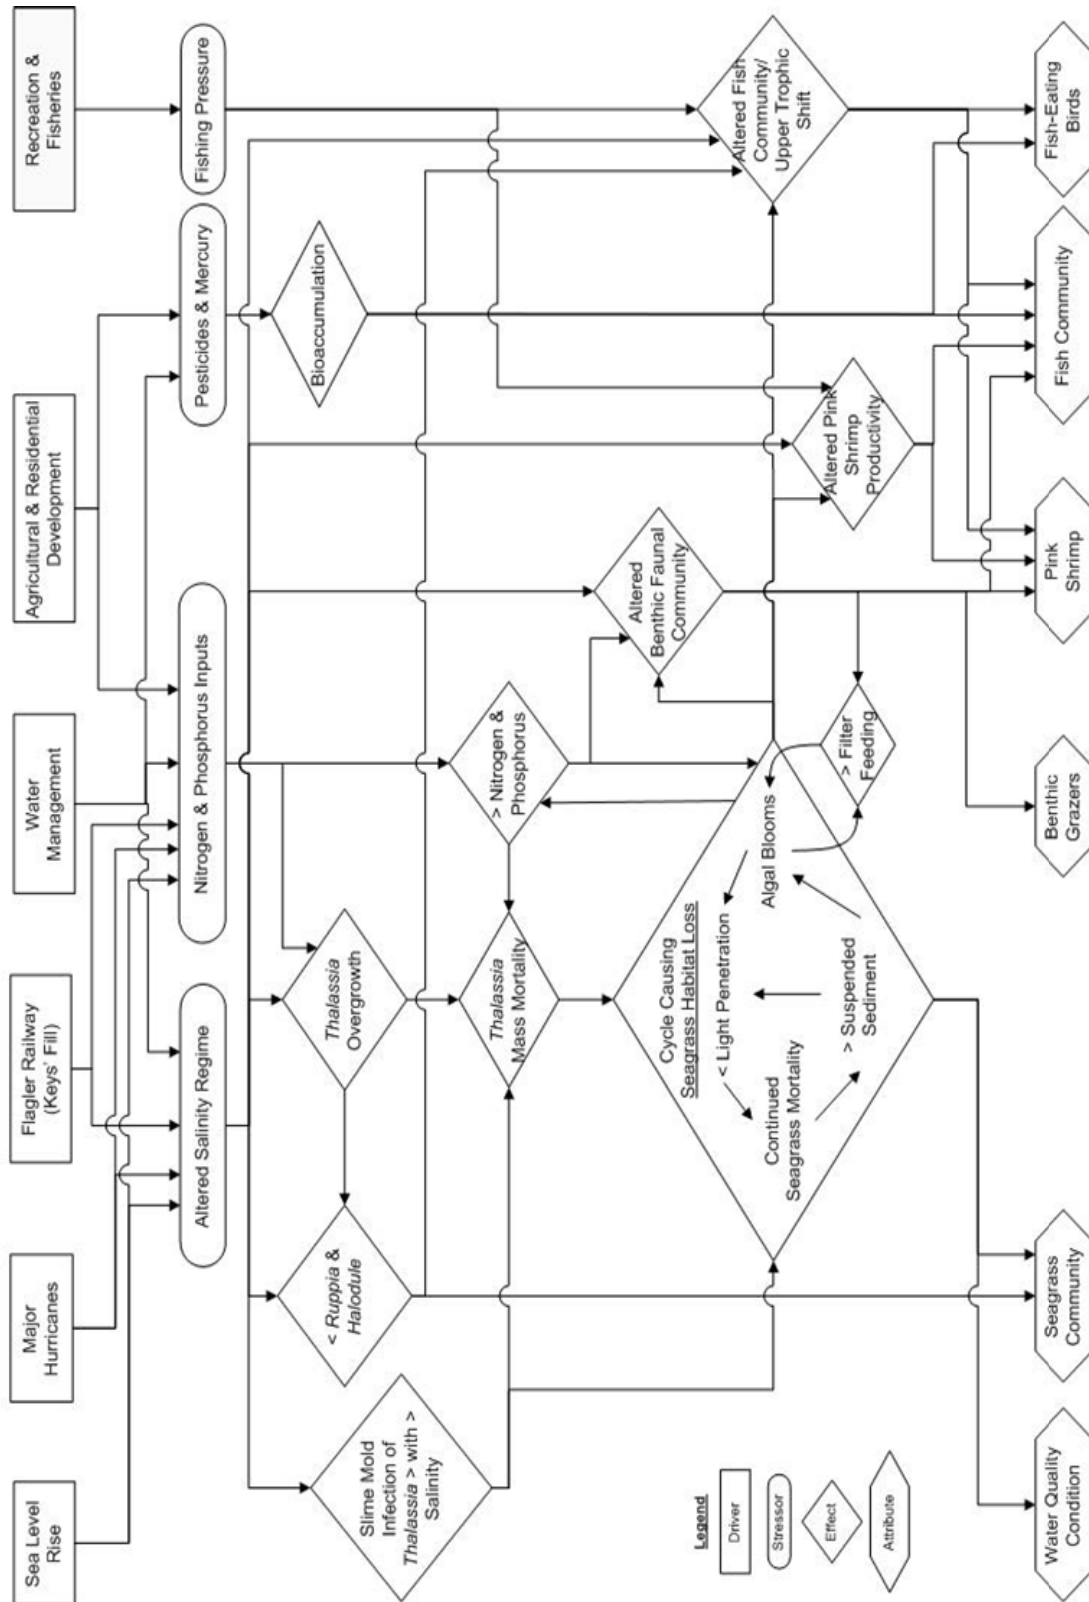 Sea Level
Rise
Major
Hurricanes
Flagler Railway
(Keys' Fill)
Water
Management
Agricultural & Residential
Development
Recreation &
Fisheries
Altered Salinity Regime
Nitrogen & Phosphorus Inputs
Pesticides & Mercury
Fishing Pressure
Slime Mold
Infection of
Thalassia > with >
Salinity
< Ruppia &
Halodule
Thalassia
Overgrowth
Bioaccumulation
Thalassia
Mass Mortality
> Nitrogen &
Phosphorus
Altered
Benthic Faunal
Community
Altered Fish
Community/
Upper Trophic
Shift
Altered Pink
Shrimp
Productivity
Cycle Causing
Seagrass Habitat Loss
< Light Penetration
Algal Blooms
Continued
Seagrass Mortality
> Suspended
Sediment
> Filter
Feeding
Legend
Driver
Stressor
Effect
Attribute
Water Quality
Condition
Seagrass
Community
Benthic
Grazers
Pink
Shrimp
Fish Community
Fish-Eating
Birds